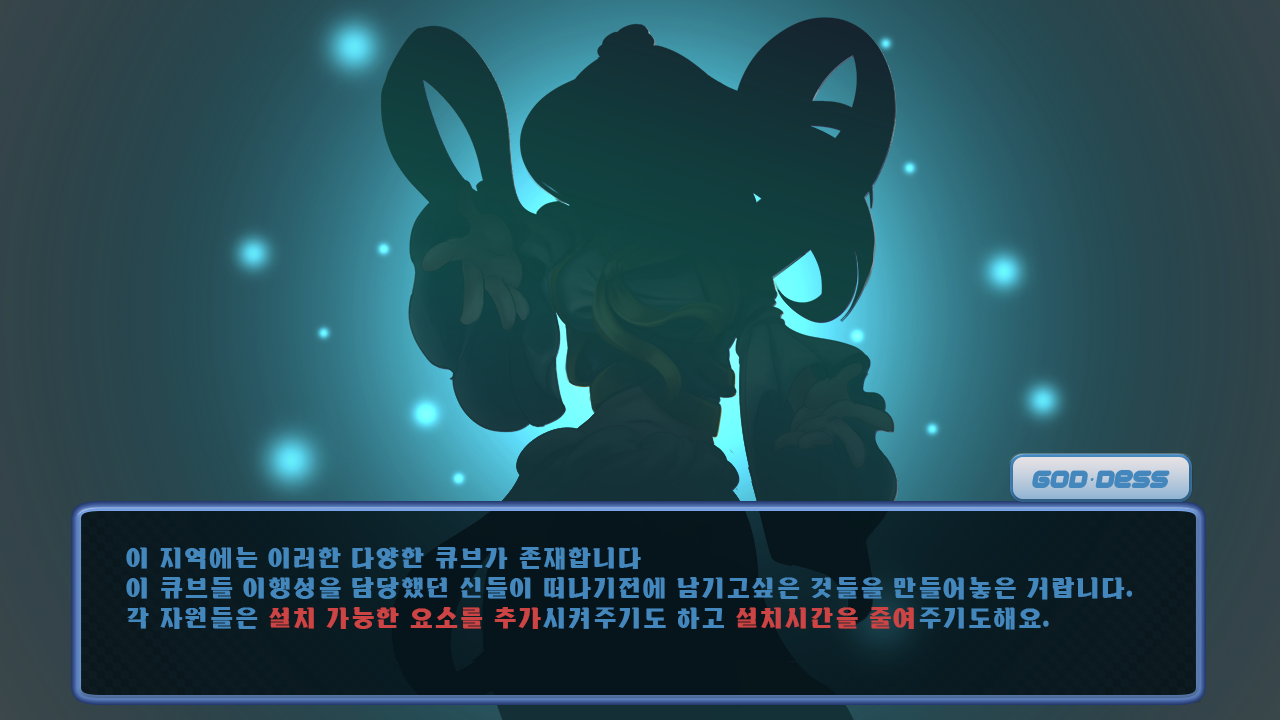 GOD·DESS
이 지역에는 이러한 다양한 큐브가 존재합니다
이 큐브들 이행성을 담당했던 신들이 떠나기전에 남기고싶은 것들을 만들어놓은 거랍니다.
각 자원들은 설치 가능한 요소를 추가시켜주기도 하고 설치시간을 줄여주기도해요.